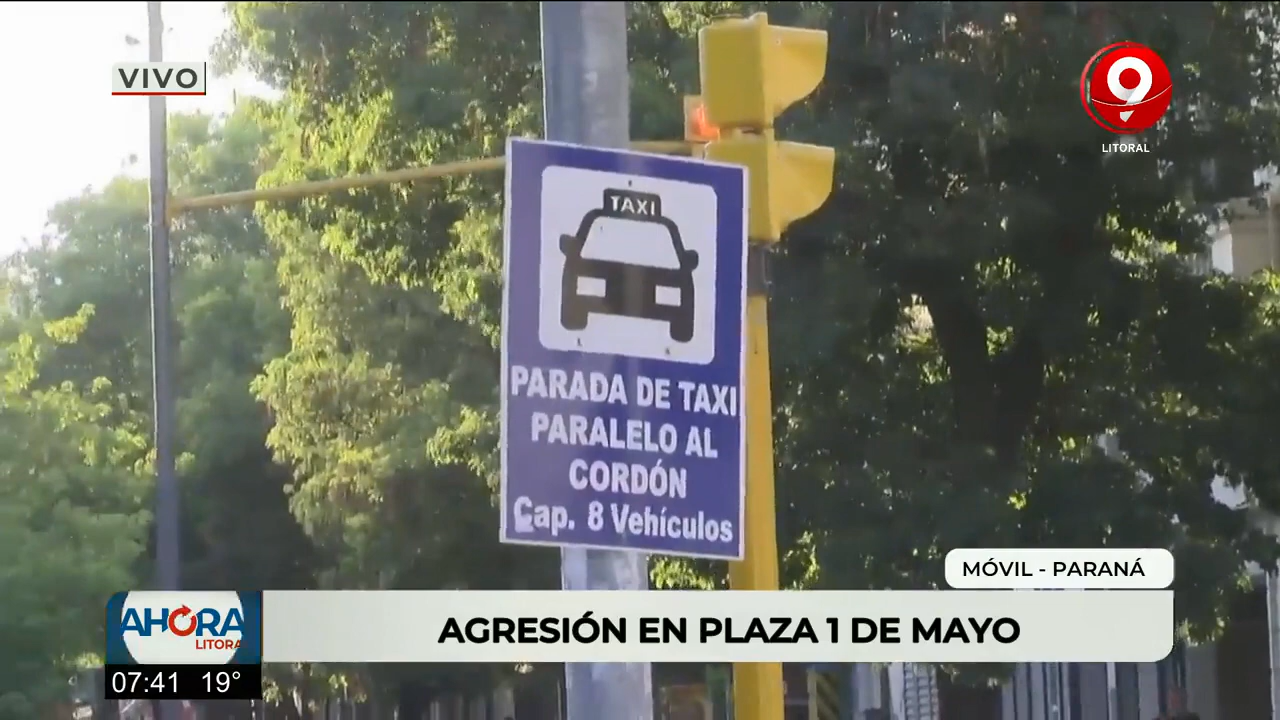 VIVO
9
LITORAL
TAXI
PARADA DE TAXI
PARALELO AL
CORDÓN
Cap. 8 Vehículos
MÓVIL - PARANÁ
AHORA
LITORA
AGRESIÓN EN PLAZA 1 DE MAYO
07:41 19°